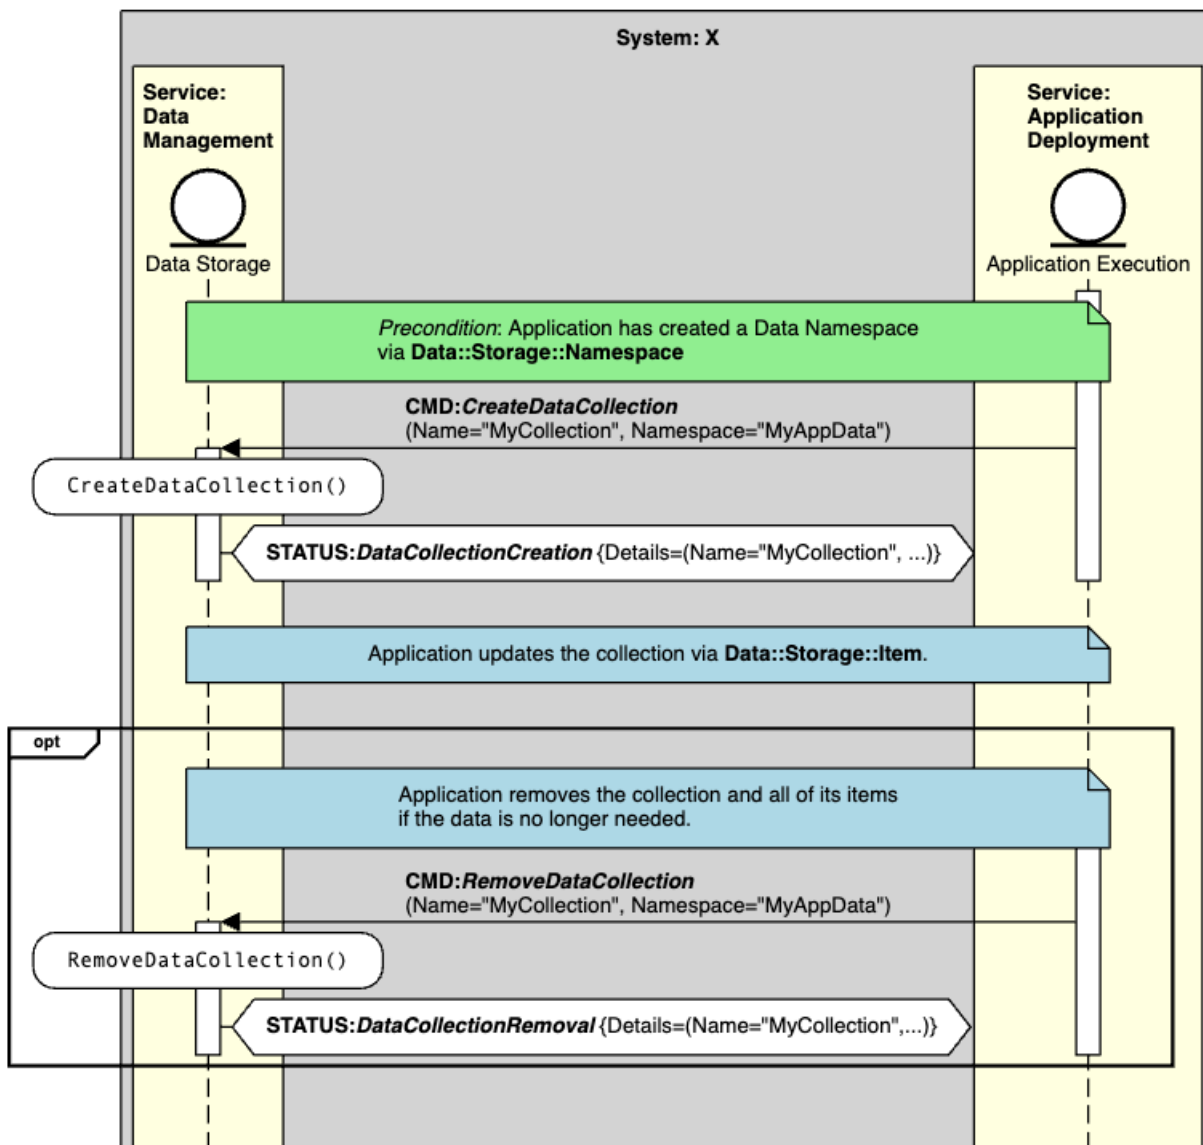 System: X
Service:
Data
Management
Data Storage
Service:
Application
Deployment
Application Execution
Precondition: Application has created a Data Namespace
via Data::Storage::Namespace
CMD:CreateDataCollection
(Name="MyCollection", Namespace="MyAppData")
CreateDataCollection()
STATUS:DataCollectionCreation {Details=(Name="MyCollection", ...)}
Application updates the collection via Data::Storage::Item.
opt
Application removes the collection and all of its items
if the data is no longer needed.
CMD:RemoveDataCollection
(Name="MyCollection", Namespace="MyAppData")
RemoveDataCollection()
STATUS:DataCollectionRemoval {Details=(Name="MyCollection",...)}